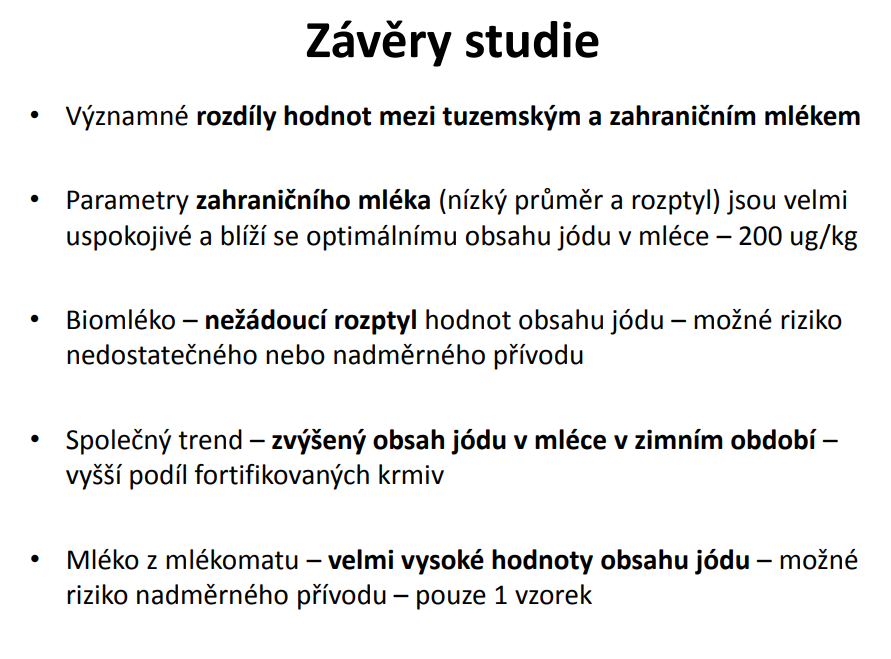 Závěry studie
• Významné rozdíly hodnot mezi tuzemským a zahraničním mlékem
• Parametry zahraničního mléka (nízký průměr a rozptyl) jsou velmi
uspokojivé a blíží se optimálnímu obsahu jódu v mléce – 200 ug/kg
• Biomléko – nežádoucí rozptyl hodnot obsahu jódu – možné riziko
nedostatečného nebo nadměrného přívodu
• Společný trend – zvýšený obsah jódu v mléce v zimním období –
vyšší podíl fortifikovaných krmiv
• Mléko z mlékomatu – velmi vysoké hodnoty obsahu jódu – možné
riziko nadměrného přívodu – pouze 1 vzorek